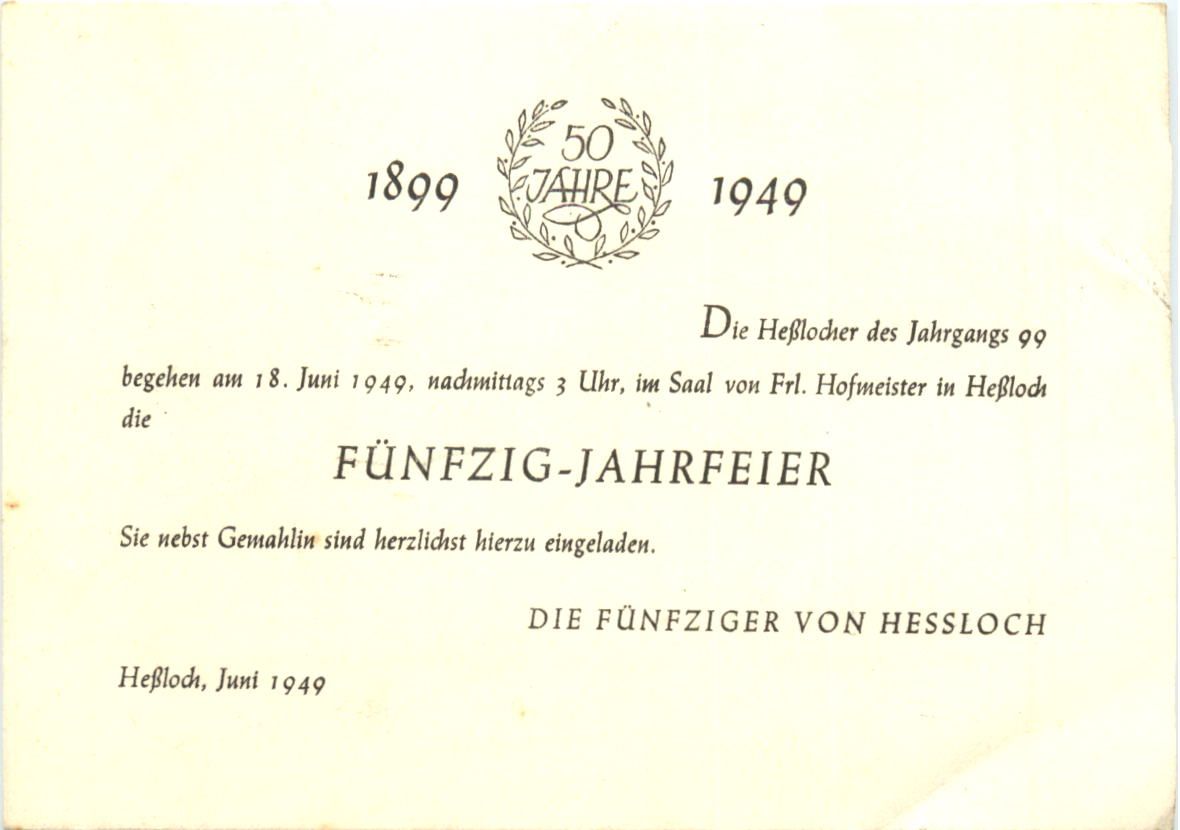 50
JAHRE
1899
1949
Die Heßlocher des Jahrgangs 99
begehen am 18. Juni 1949, nachmittags 3 Uhr, im Saal von Frl. Hofmeister in Heßloch
die
FÜNFZIG-JAHRFEIER
Sie nebst Gemahlin sind herzlichst hierzu eingeladen.
DIE FÜNFZIGER VON HESSLOCH
Heßloch, Juni 1949